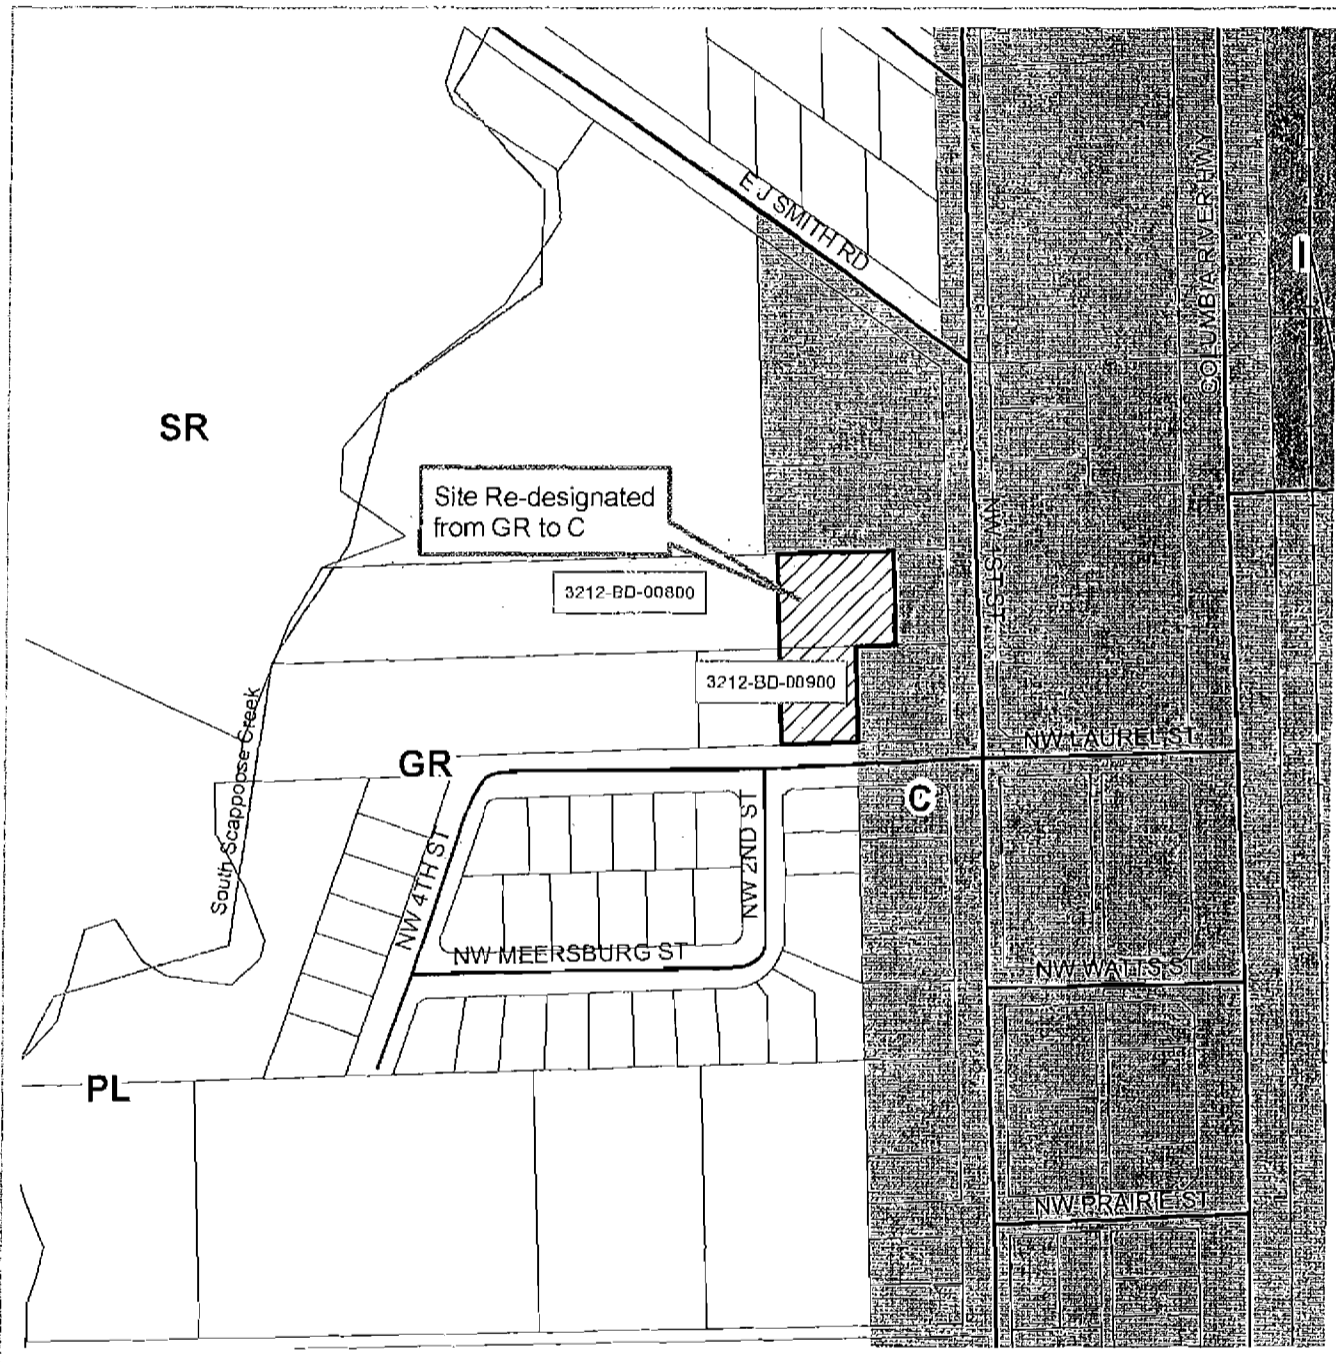 E J SMITH RD
COLUMBIA RIVER HWY
I
SR
Site Re-designated
from GR to C
NW 1ST ST
3212-BD-00800
3212-BD-00900
South Scappoose Creek
NW LAUREL ST
GR
C
NW 4TH ST
NW 2ND ST
NW MEERSBURG ST
NW WATTS ST
PL
NW PRAIRIE ST